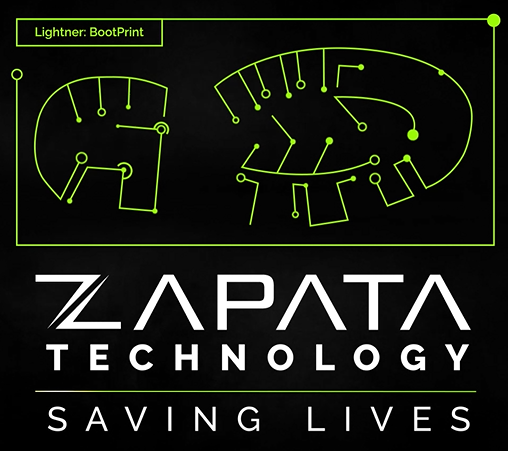 Lightner: BootPrint
ZAPATA
TECHNOLOGY
SAVING LIVES